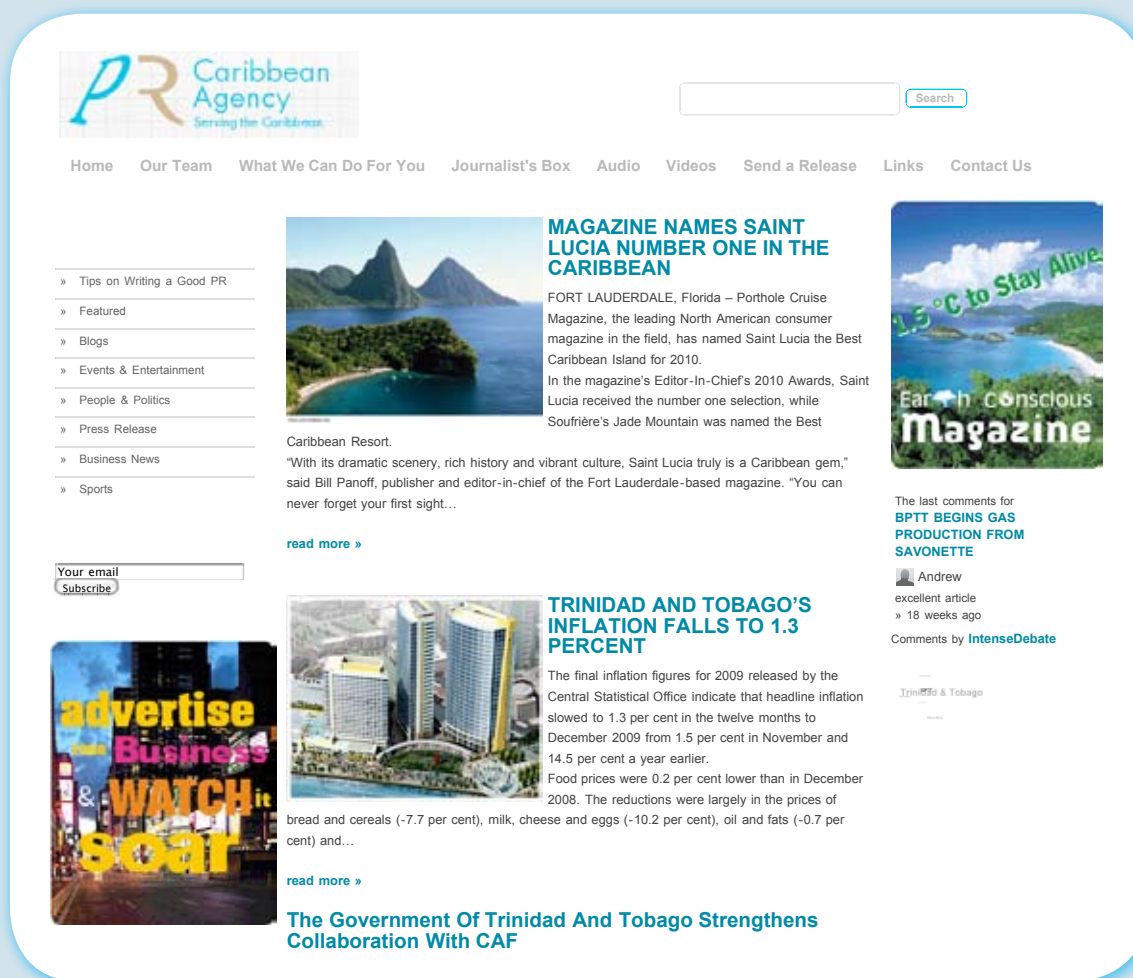 PR Caribbean
Agency
Serving the Caribbean
Search
Home Our Team What We Can Do For You Journalist's Box Audio Videos Send a Release Links Contact Us
» Tips on Writing a Good PR
» Featured
» Blogs
» Events & Entertainment
» People & Politics
» Press Release
» Business News
» Sports
Your email
Subscribe
advertise
your Business
& WATCH it
soar
MAGAZINE NAMES SAINT
LUCIA NUMBER ONE IN THE
CARIBBEAN
FORT LAUDERDALE, Florida – Porthole Cruise
Magazine, the leading North American consumer
magazine in the field, has named Saint Lucia the Best
Caribbean Island for 2010.
In the magazine’s Editor-In-Chief’s 2010 Awards, Saint
Lucia received the number one selection, while
Soufrière’s Jade Mountain was named the Best
Caribbean Resort.
“With its dramatic scenery, rich history and vibrant culture, Saint Lucia truly is a Caribbean gem,”
said Bill Panoff, publisher and editor-in-chief of the Fort Lauderdale-based magazine. “You can
never forget your first sight…
read more »
TRINIDAD AND TOBAGO’S
INFLATION FALLS TO 1.3
PERCENT
The final inflation figures for 2009 released by the
Central Statistical Office indicate that headline inflation
slowed to 1.3 per cent in the twelve months to
December 2009 from 1.5 per cent in November and
14.5 per cent a year earlier.
Food prices were 0.2 per cent lower than in December
2008. The reductions were largely in the prices of
bread and cereals (-7.7 per cent), milk, cheese and eggs (-10.2 per cent), oil and fats (-0.7 per
cent) and…
read more »
The Government Of Trinidad And Tobago Strengthens
Collaboration With CAF
1.5 °C to Stay Alive
Earth Conscious
Magazine
The last comments for
BPTT BEGINS GAS
PRODUCTION FROM
SAVONETTE
Andrew
excellent article
» 18 weeks ago
Comments by IntenseDebate
Trinidad & Tobago